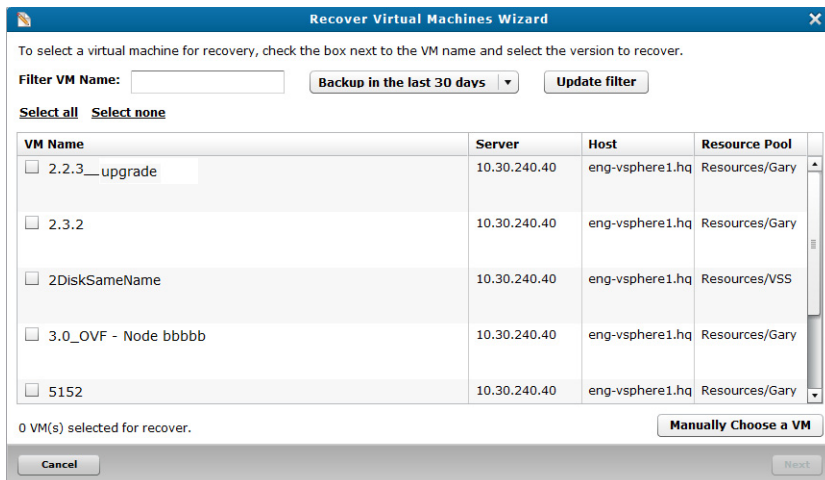 Recover Virtual Machines Wizard
To select a virtual machine for recovery, check the box next to the VM name and select the version to recover.
Filter VM Name: Backup in the last 30 days Update filter
Select all Select none
VM Name Server Host Resource Pool
2.2.3__upgrade 10.30.240.40 eng-vsphere1.hq Resources/Gary
2.3.2 10.30.240.40 eng-vsphere1.hq Resources/Gary
2DiskSameName 10.30.240.40 eng-vsphere1.hq Resources/VSS
3.0_OVF - Node bbbbb 10.30.240.40 eng-vsphere1.hq Resources/Gary
5152 10.30.240.40 eng-vsphere1.hq Resources/Gary
0 VM(s) selected for recover. Manually Choose a VM
Cancel Next